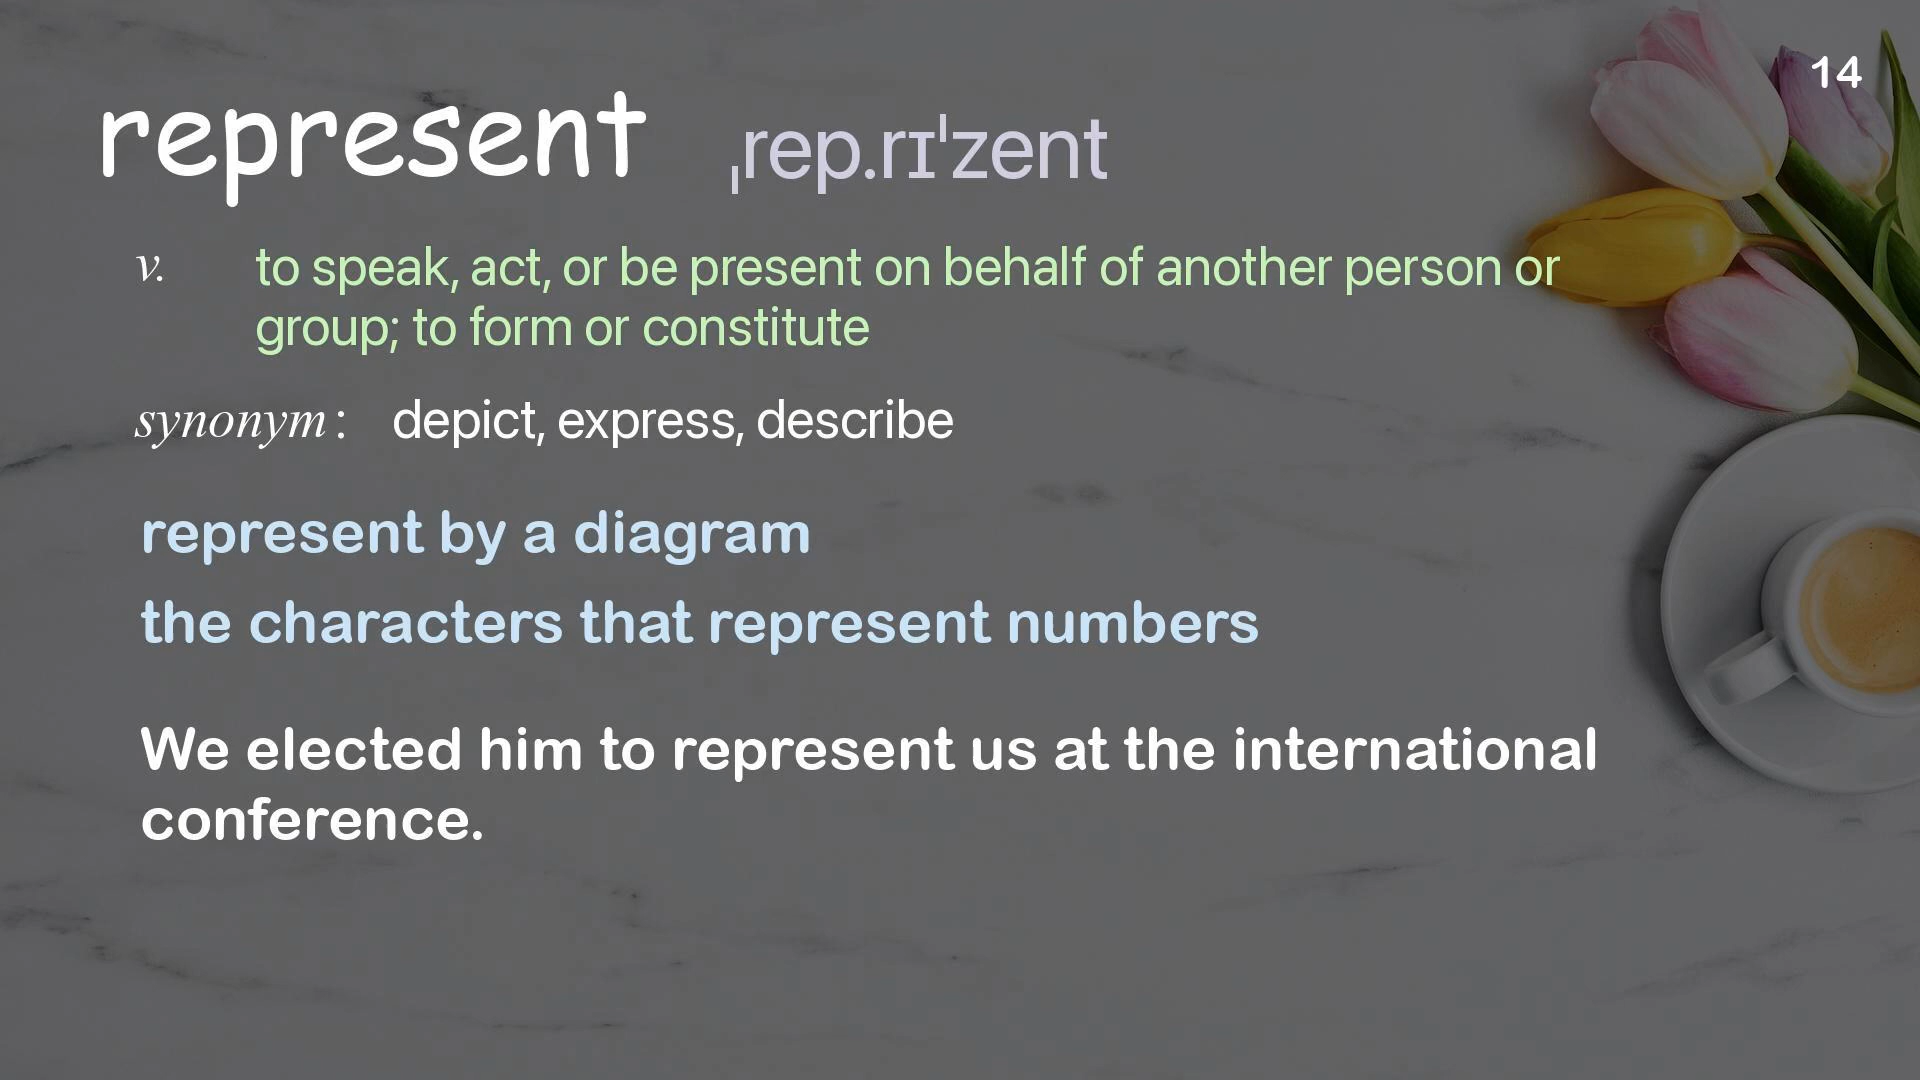 14
represent ˌrep.rɪˈzent
v. to speak, act, or be present on behalf of another person or
group; to form or constitute
synonym: depict, express, describe
represent by a diagram
the characters that represent numbers
We elected him to represent us at the international
conference.